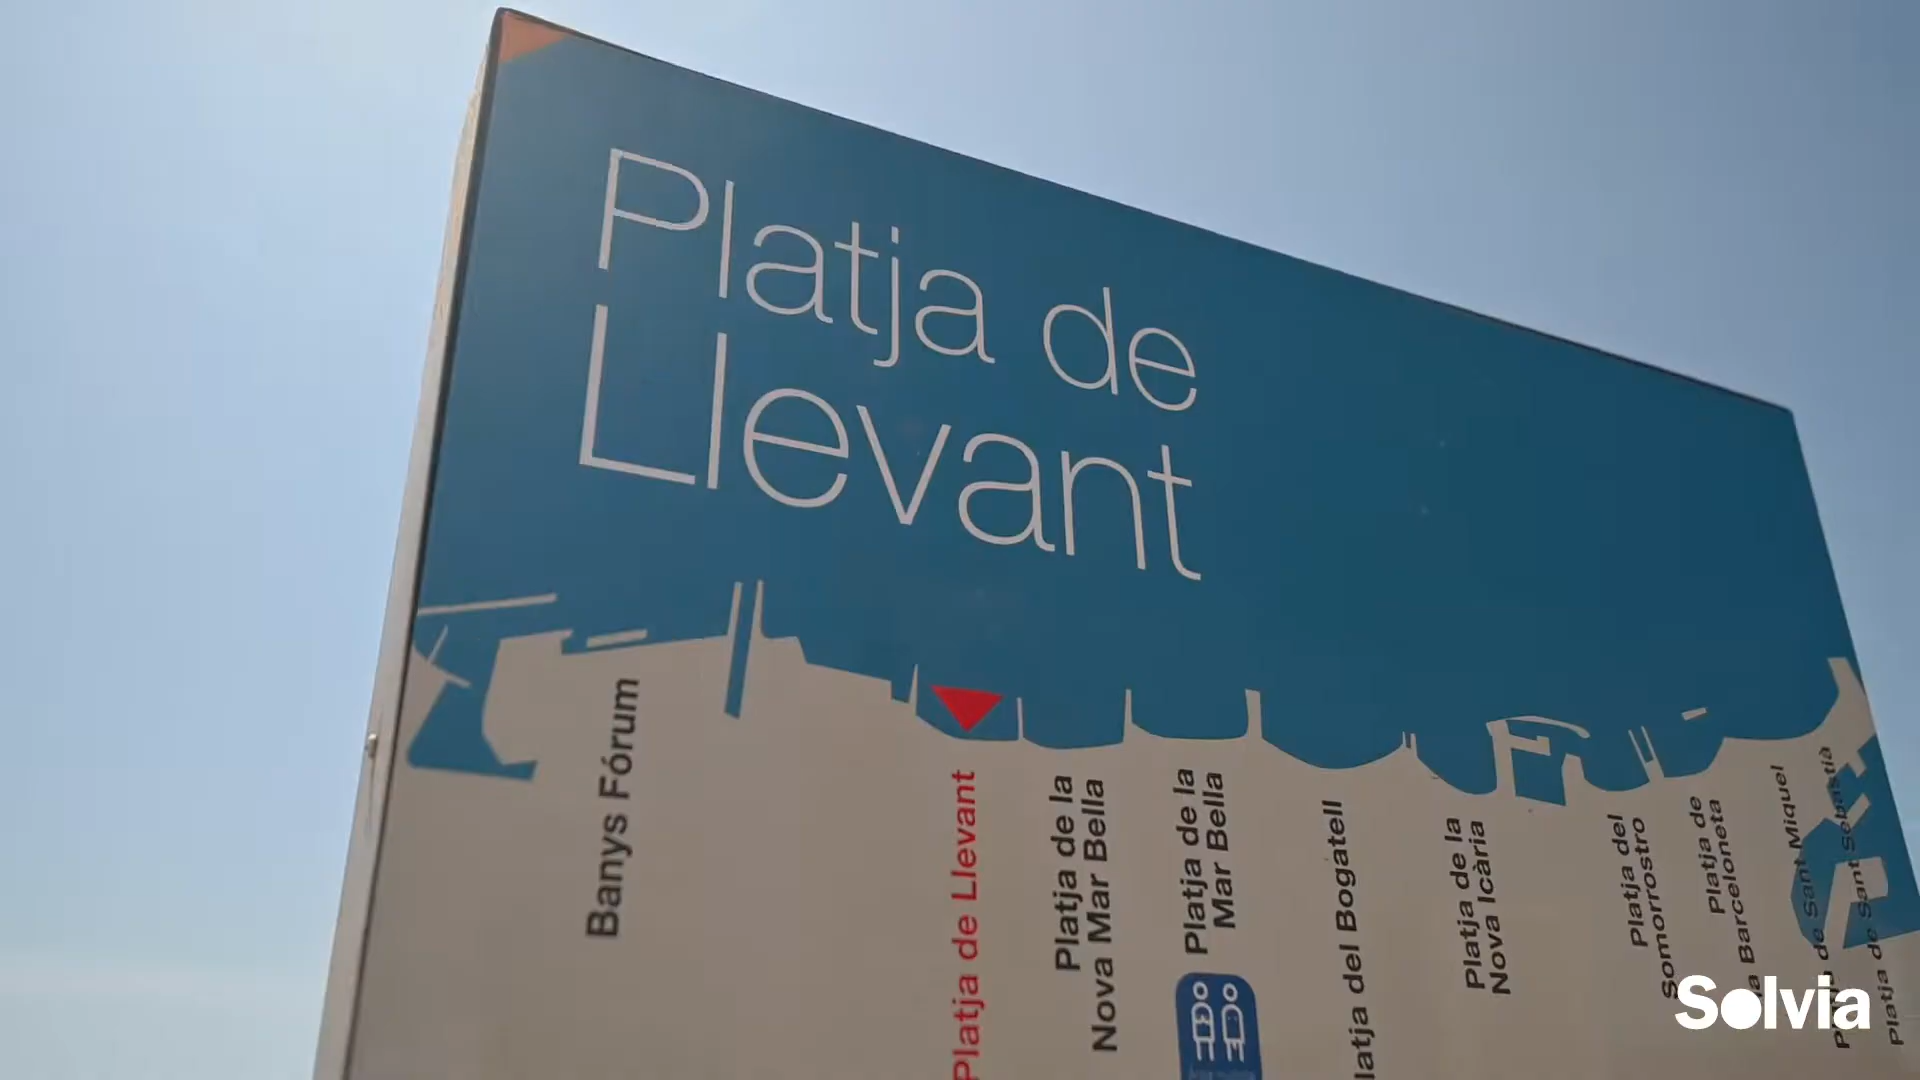 Platja de
Llevant
Banys Fórum
Platja de Llevant
Platja de la
Nova Mar Bella
Platja de la
Mar Bella
latja del Bogatell
Platja de la
Nova Icària
Platja del
Somorrostro
Platja de
la Barceloneta
Platja de Sant Miquel
Platja de Sant Sebastià
Solvia